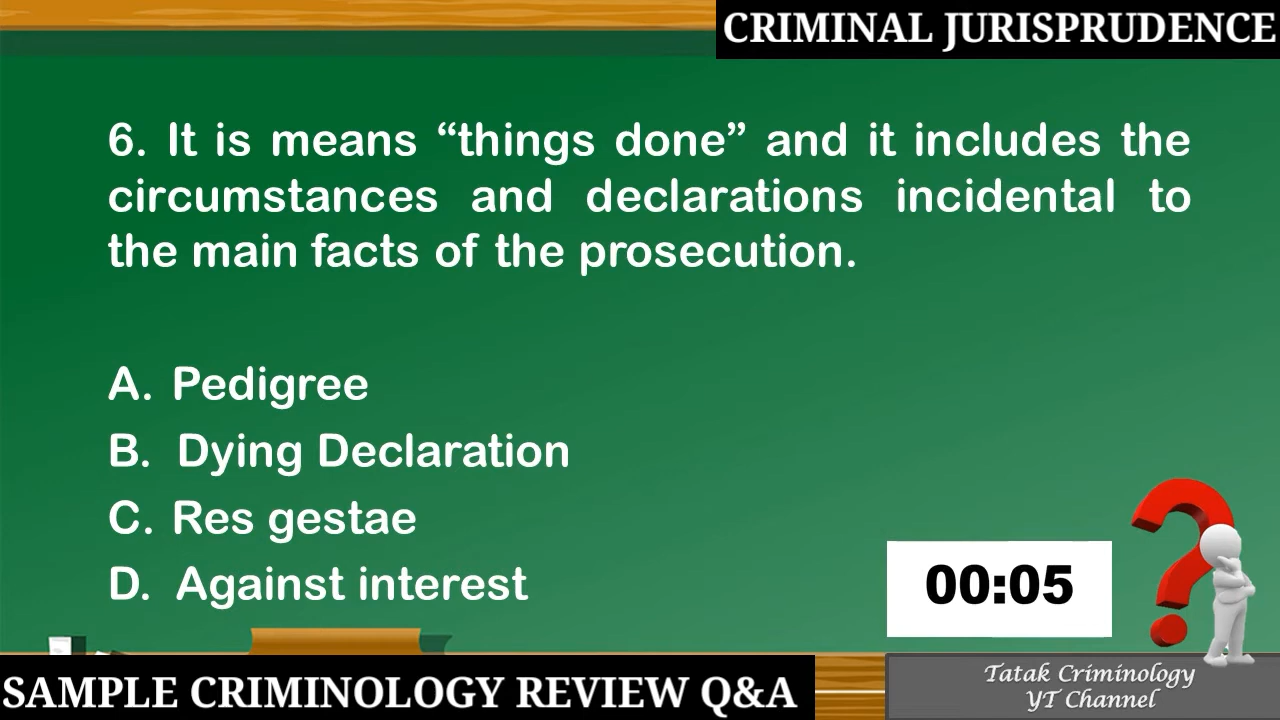 CRIMINAL JURISPRUDENCE
6. It is means “things done” and it includes the
circumstances and declarations incidental to
the main facts of the prosecution.
A. Pedigree
B. Dying Declaration
C. Res gestae
D. Against interest
00:05
Tatak Criminology
YT Channel
SAMPLE CRIMINOLOGY REVIEW Q&A